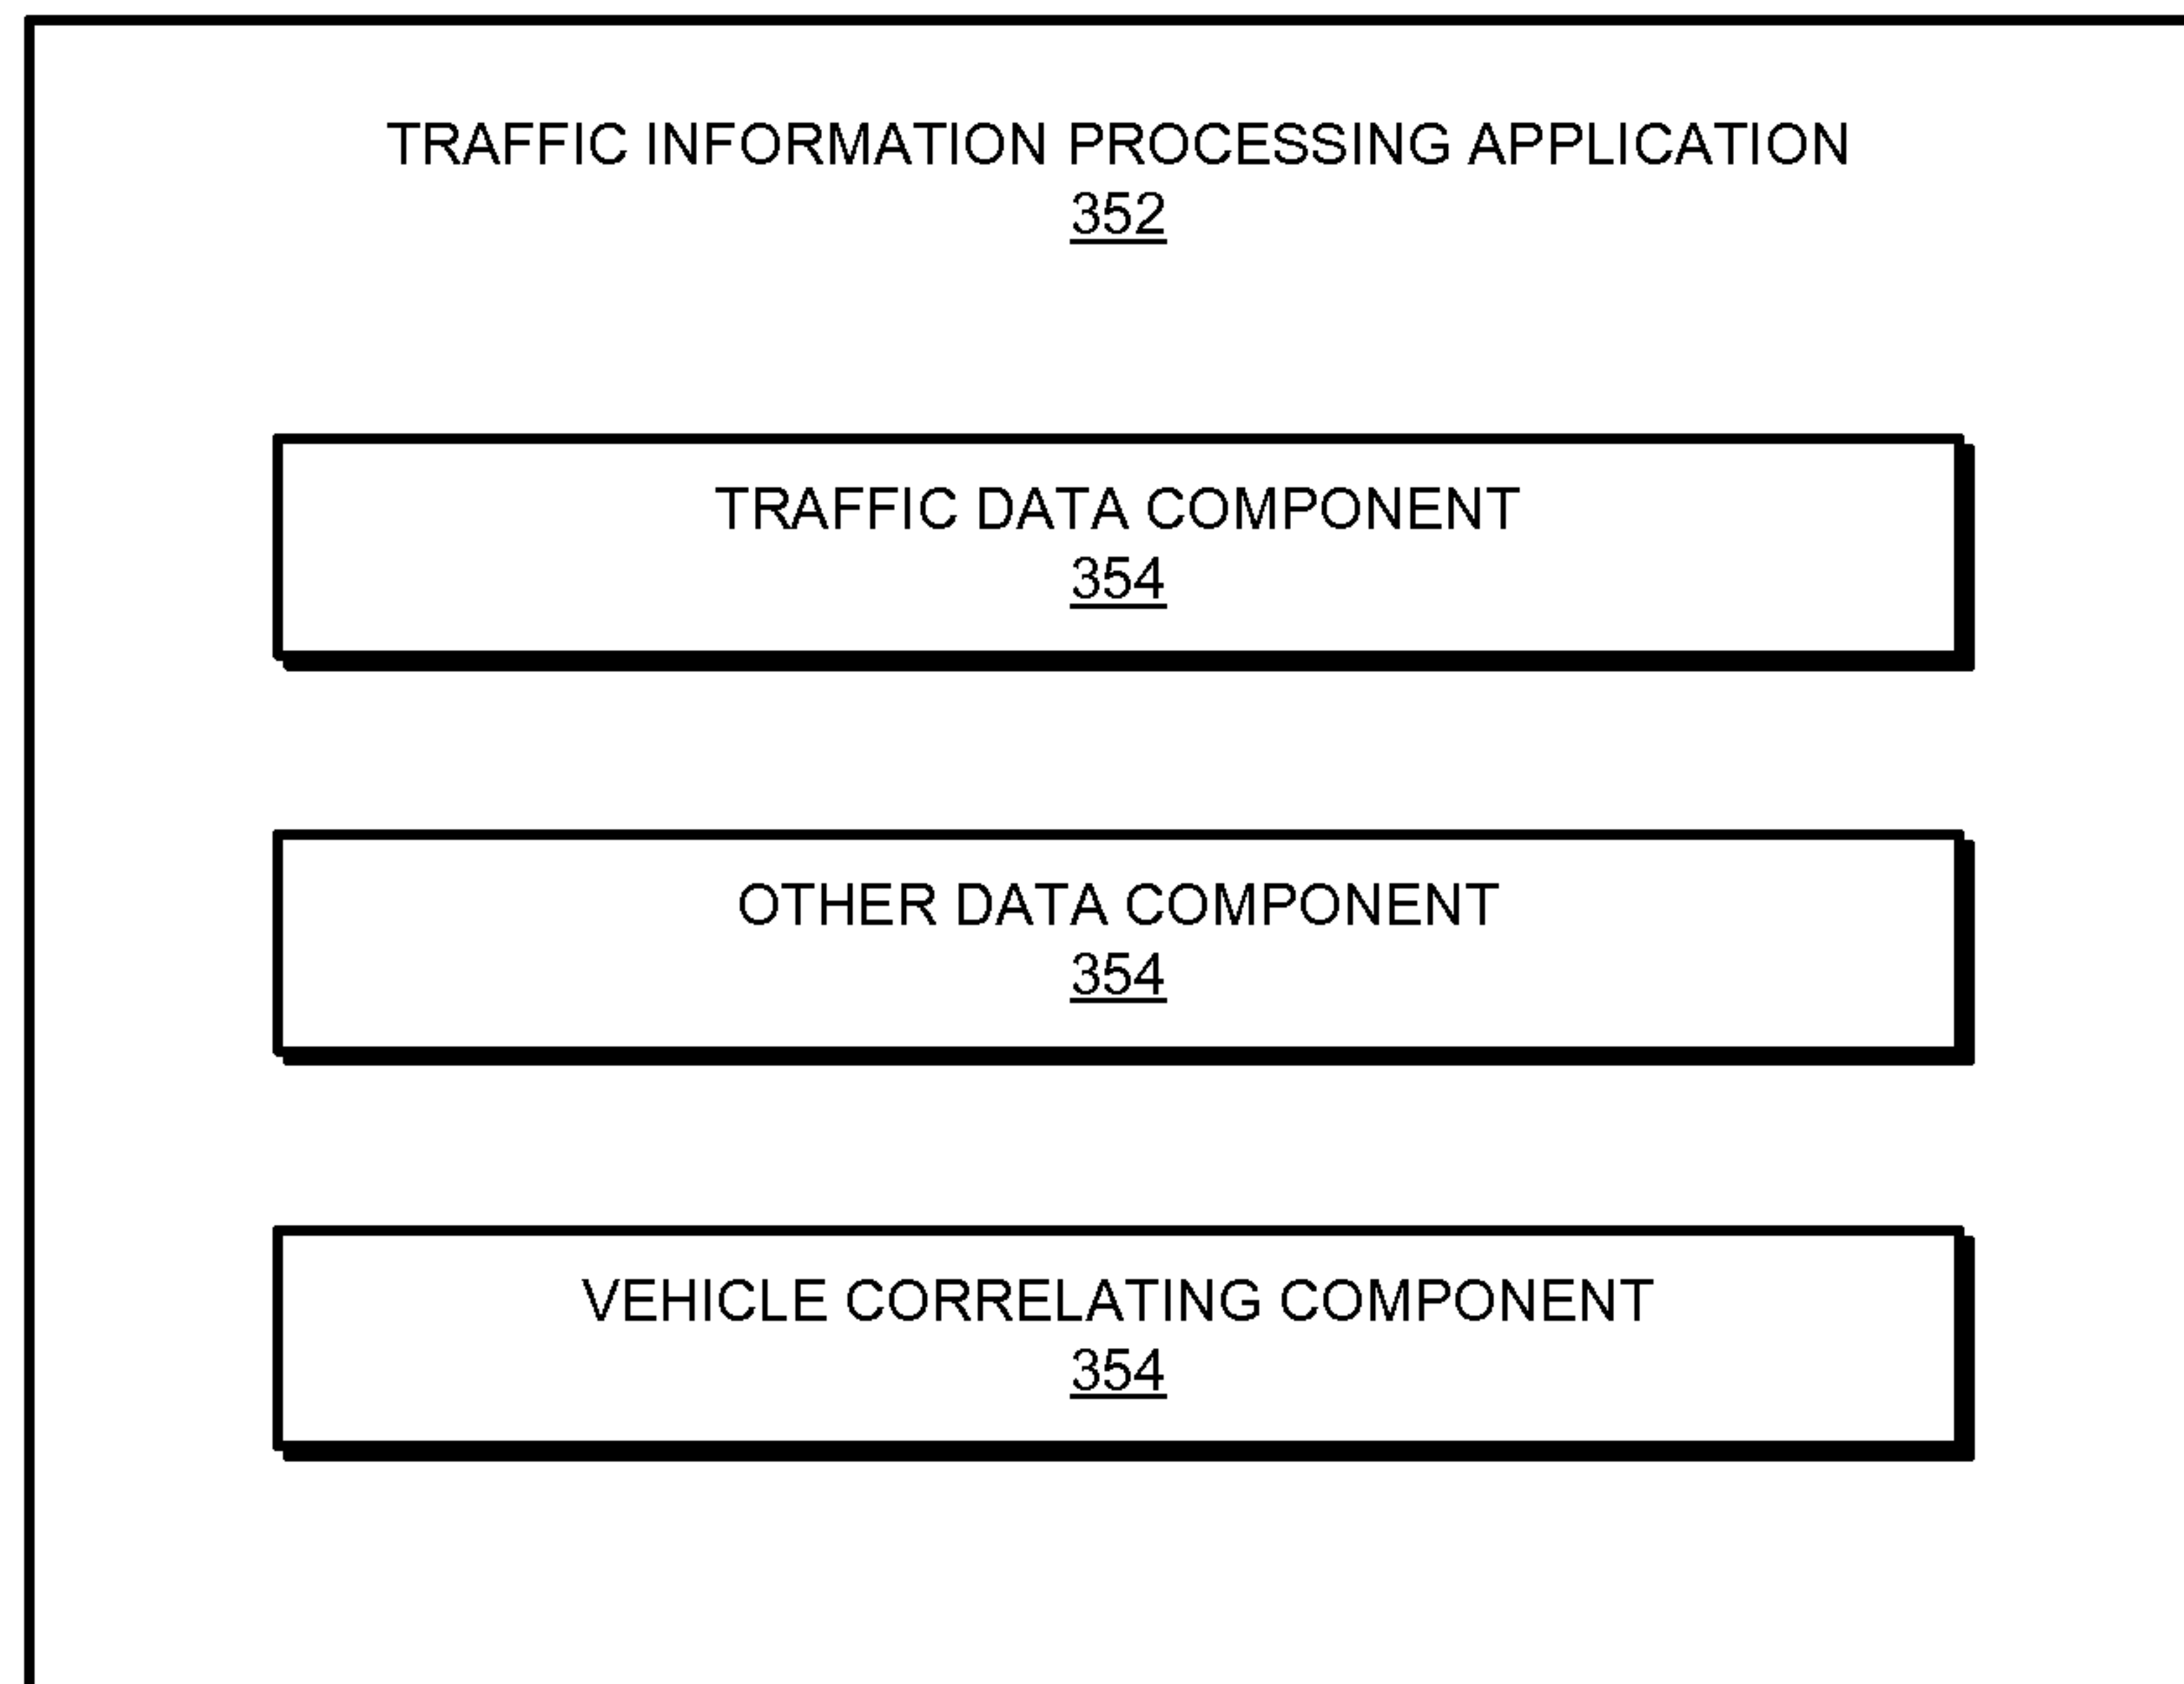 TRAFFIC INFORMATION PROCESSING APPLICATION
352
TRAFFIC DATA COMPONENT
354
OTHER DATA COMPONENT
354
VEHICLE CORRELATING COMPONENT
354